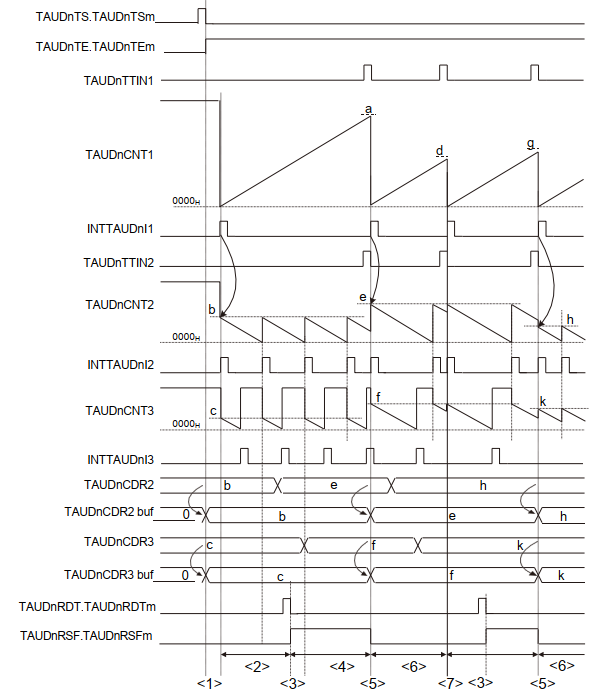 TAUDnTS.TAUDnTSm
TAUDnTE.TAUDnTEm
TAUDnTTIN1
a
d
g
TAUDnCNT1
0000H
INTTAUDnI1
TAUDnTTIN2
b
e
h
TAUDnCNT2
0000H
INTTAUDnI2
c
f
k
TAUDnCNT3
0000H
INTTAUDnI3
TAUDnCDR2
b
e
h
TAUDnCDR2 buf
0
b
e
h
TAUDnCDR3
c
f
k
TAUDnCDR3 buf
0
c
f
k
TAUDnRDT.TAUDnRDTm
TAUDnRSF.TAUDnRSFm
<2> <4> <6> <6>
<1> <3> <5> <7> <3> <5>